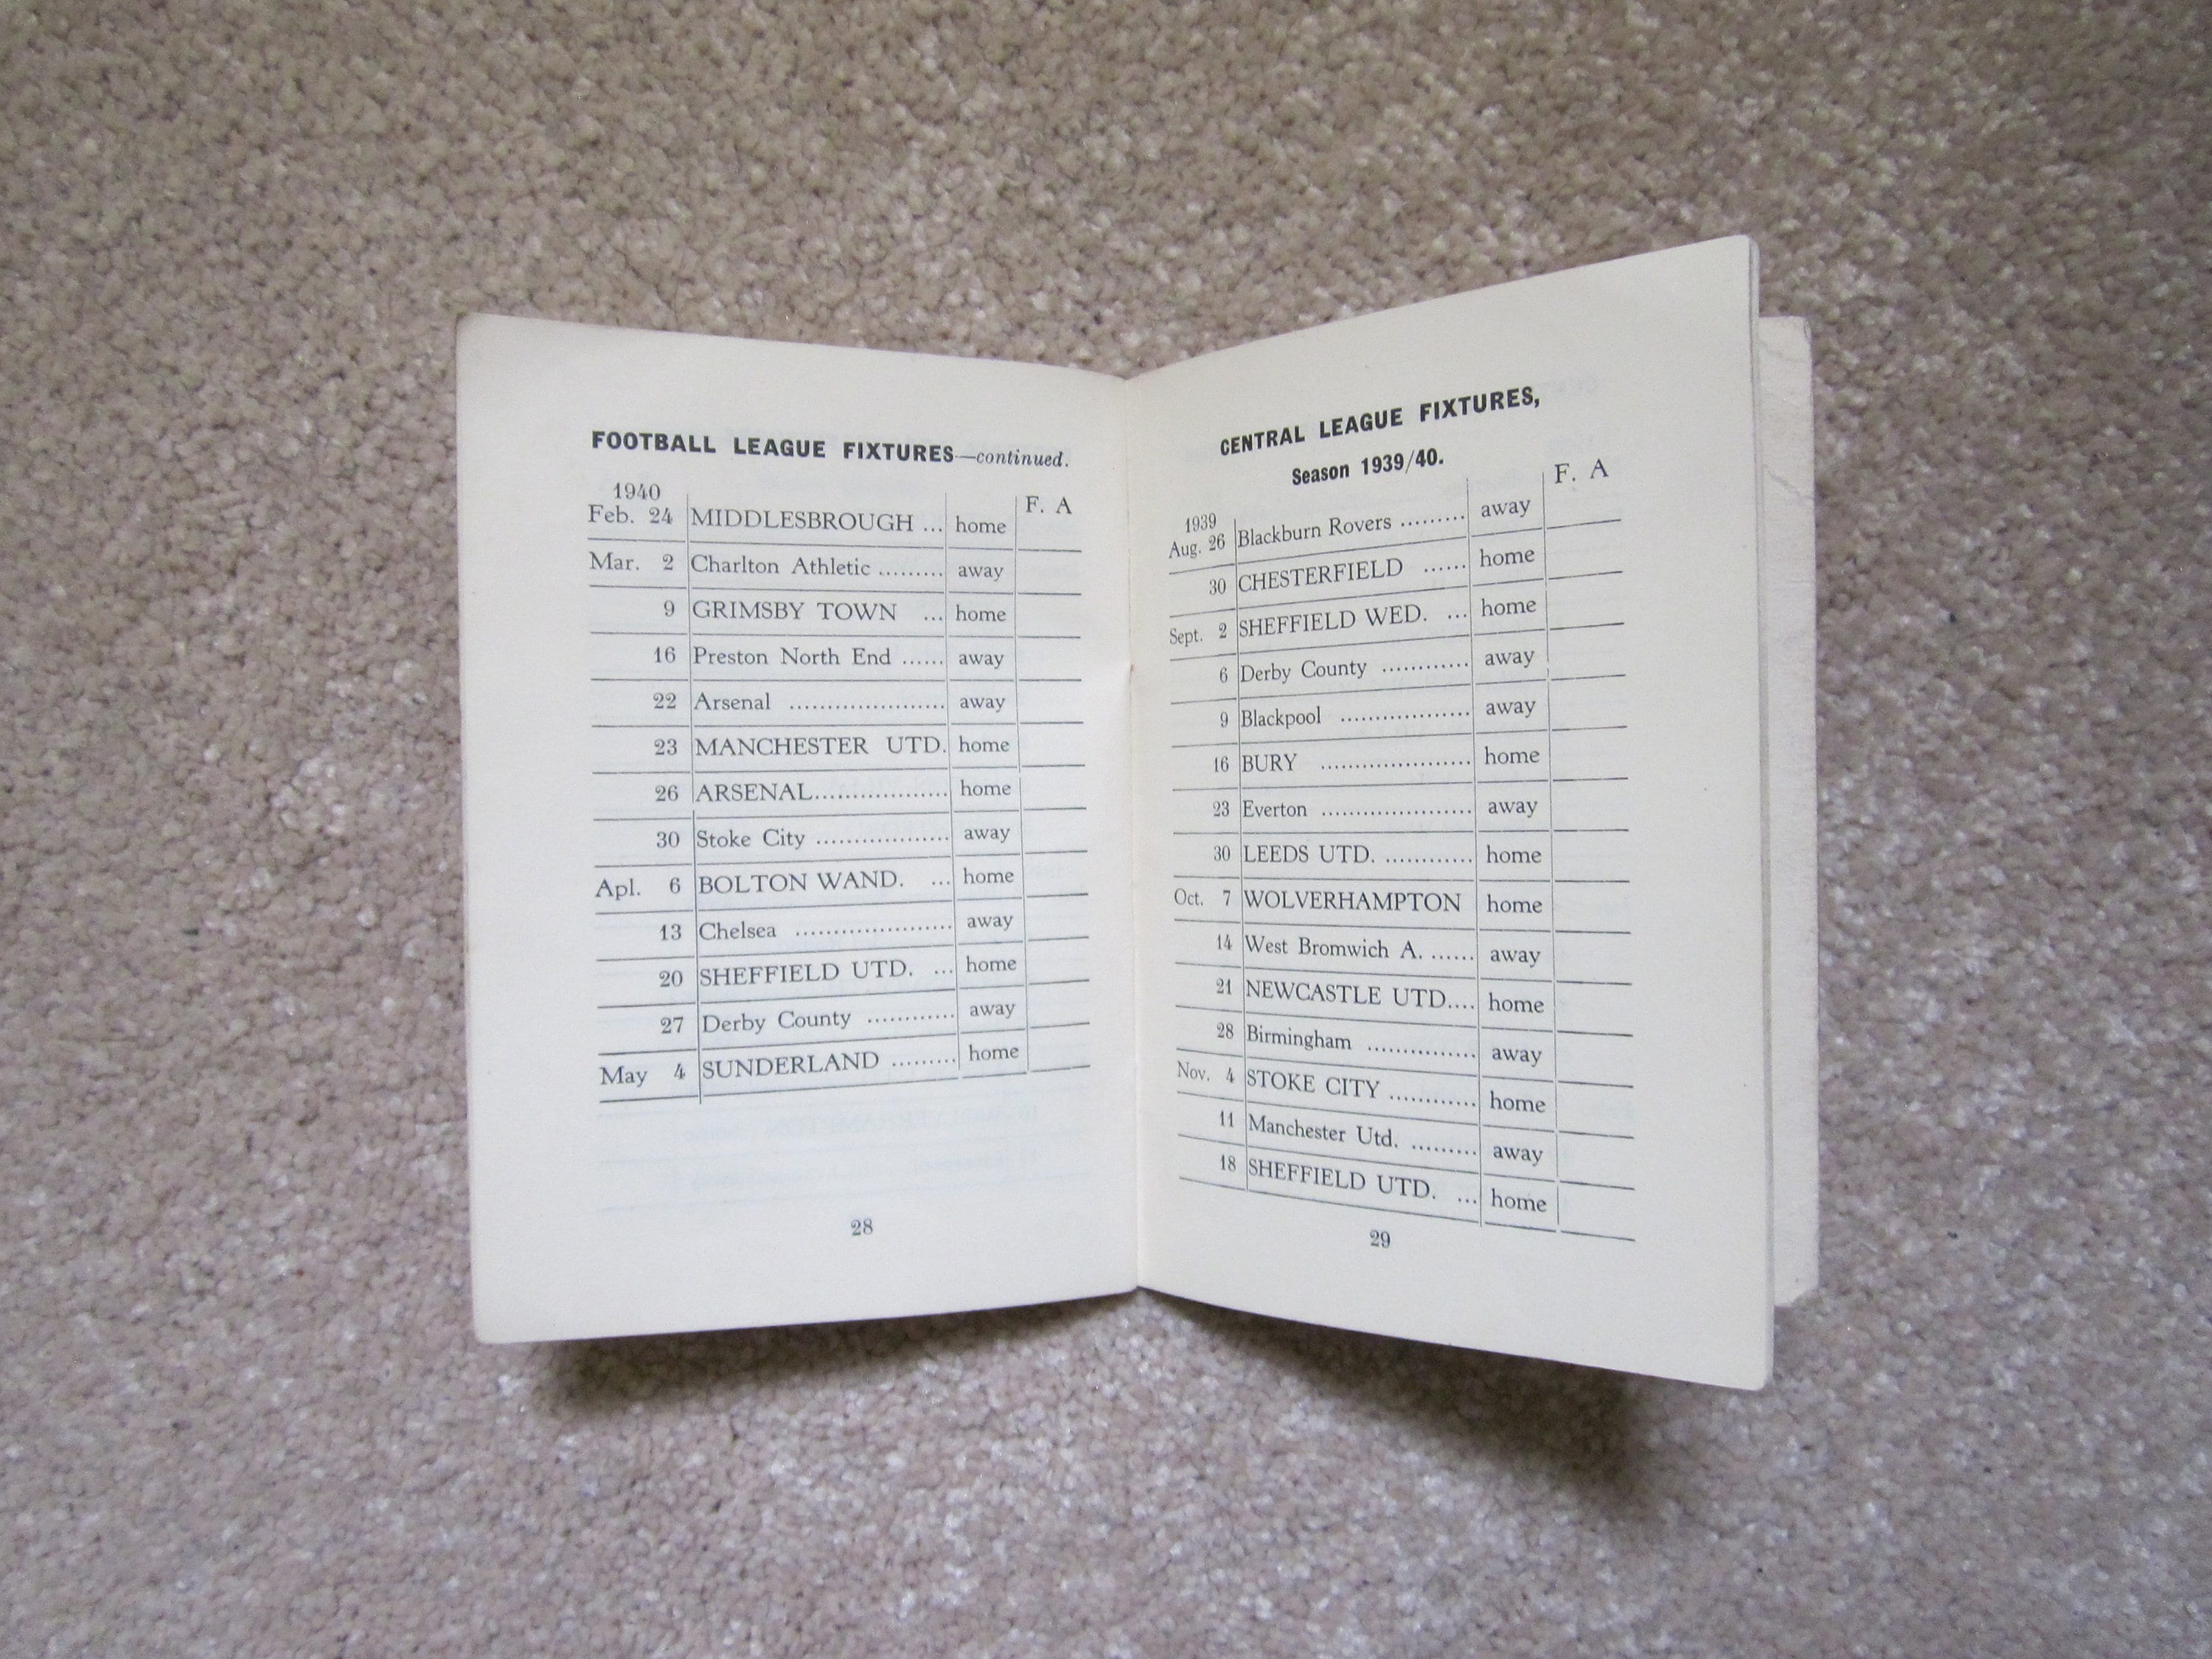 FOOTBALL LEAGUE FIXTURES—continued.
1940 F. A
Feb. 24 MIDDLESBROUGH ... home
Mar. 2 Charlton Athletic ......... away
9 GRIMSBY TOWN ... home
16 Preston North End ...... away
22 Arsenal ..................... away
23 MANCHESTER UTD. home
26 ARSENAL.................. home
30 Stoke City .................. away
Apl. 6 BOLTON WAND. ... home
13 Chelsea ..................... away
20 SHEFFIELD UTD. ... home
27 Derby County ............ away
May 4 SUNDERLAND ......... home
28
CENTRAL LEAGUE FIXTURES,
Season 1939/40.
1939 F. A
Aug. 26 Blackburn Rovers ......... away
30 CHESTERFIELD ...... home
Sept. 2 SHEFFIELD WED. ... home
6 Derby County ............ away
9 Blackpool .................. away
16 BURY ..................... home
23 Everton ..................... away
30 LEEDS UTD. ............ home
Oct. 7 WOLVERHAMPTON home
14 West Bromwich A. ...... away
21 NEWCASTLE UTD.... home
28 Birmingham ............... away
Nov. 4 STOKE CITY ............ home
11 Manchester Utd. ......... away
18 SHEFFIELD UTD. ... home
29